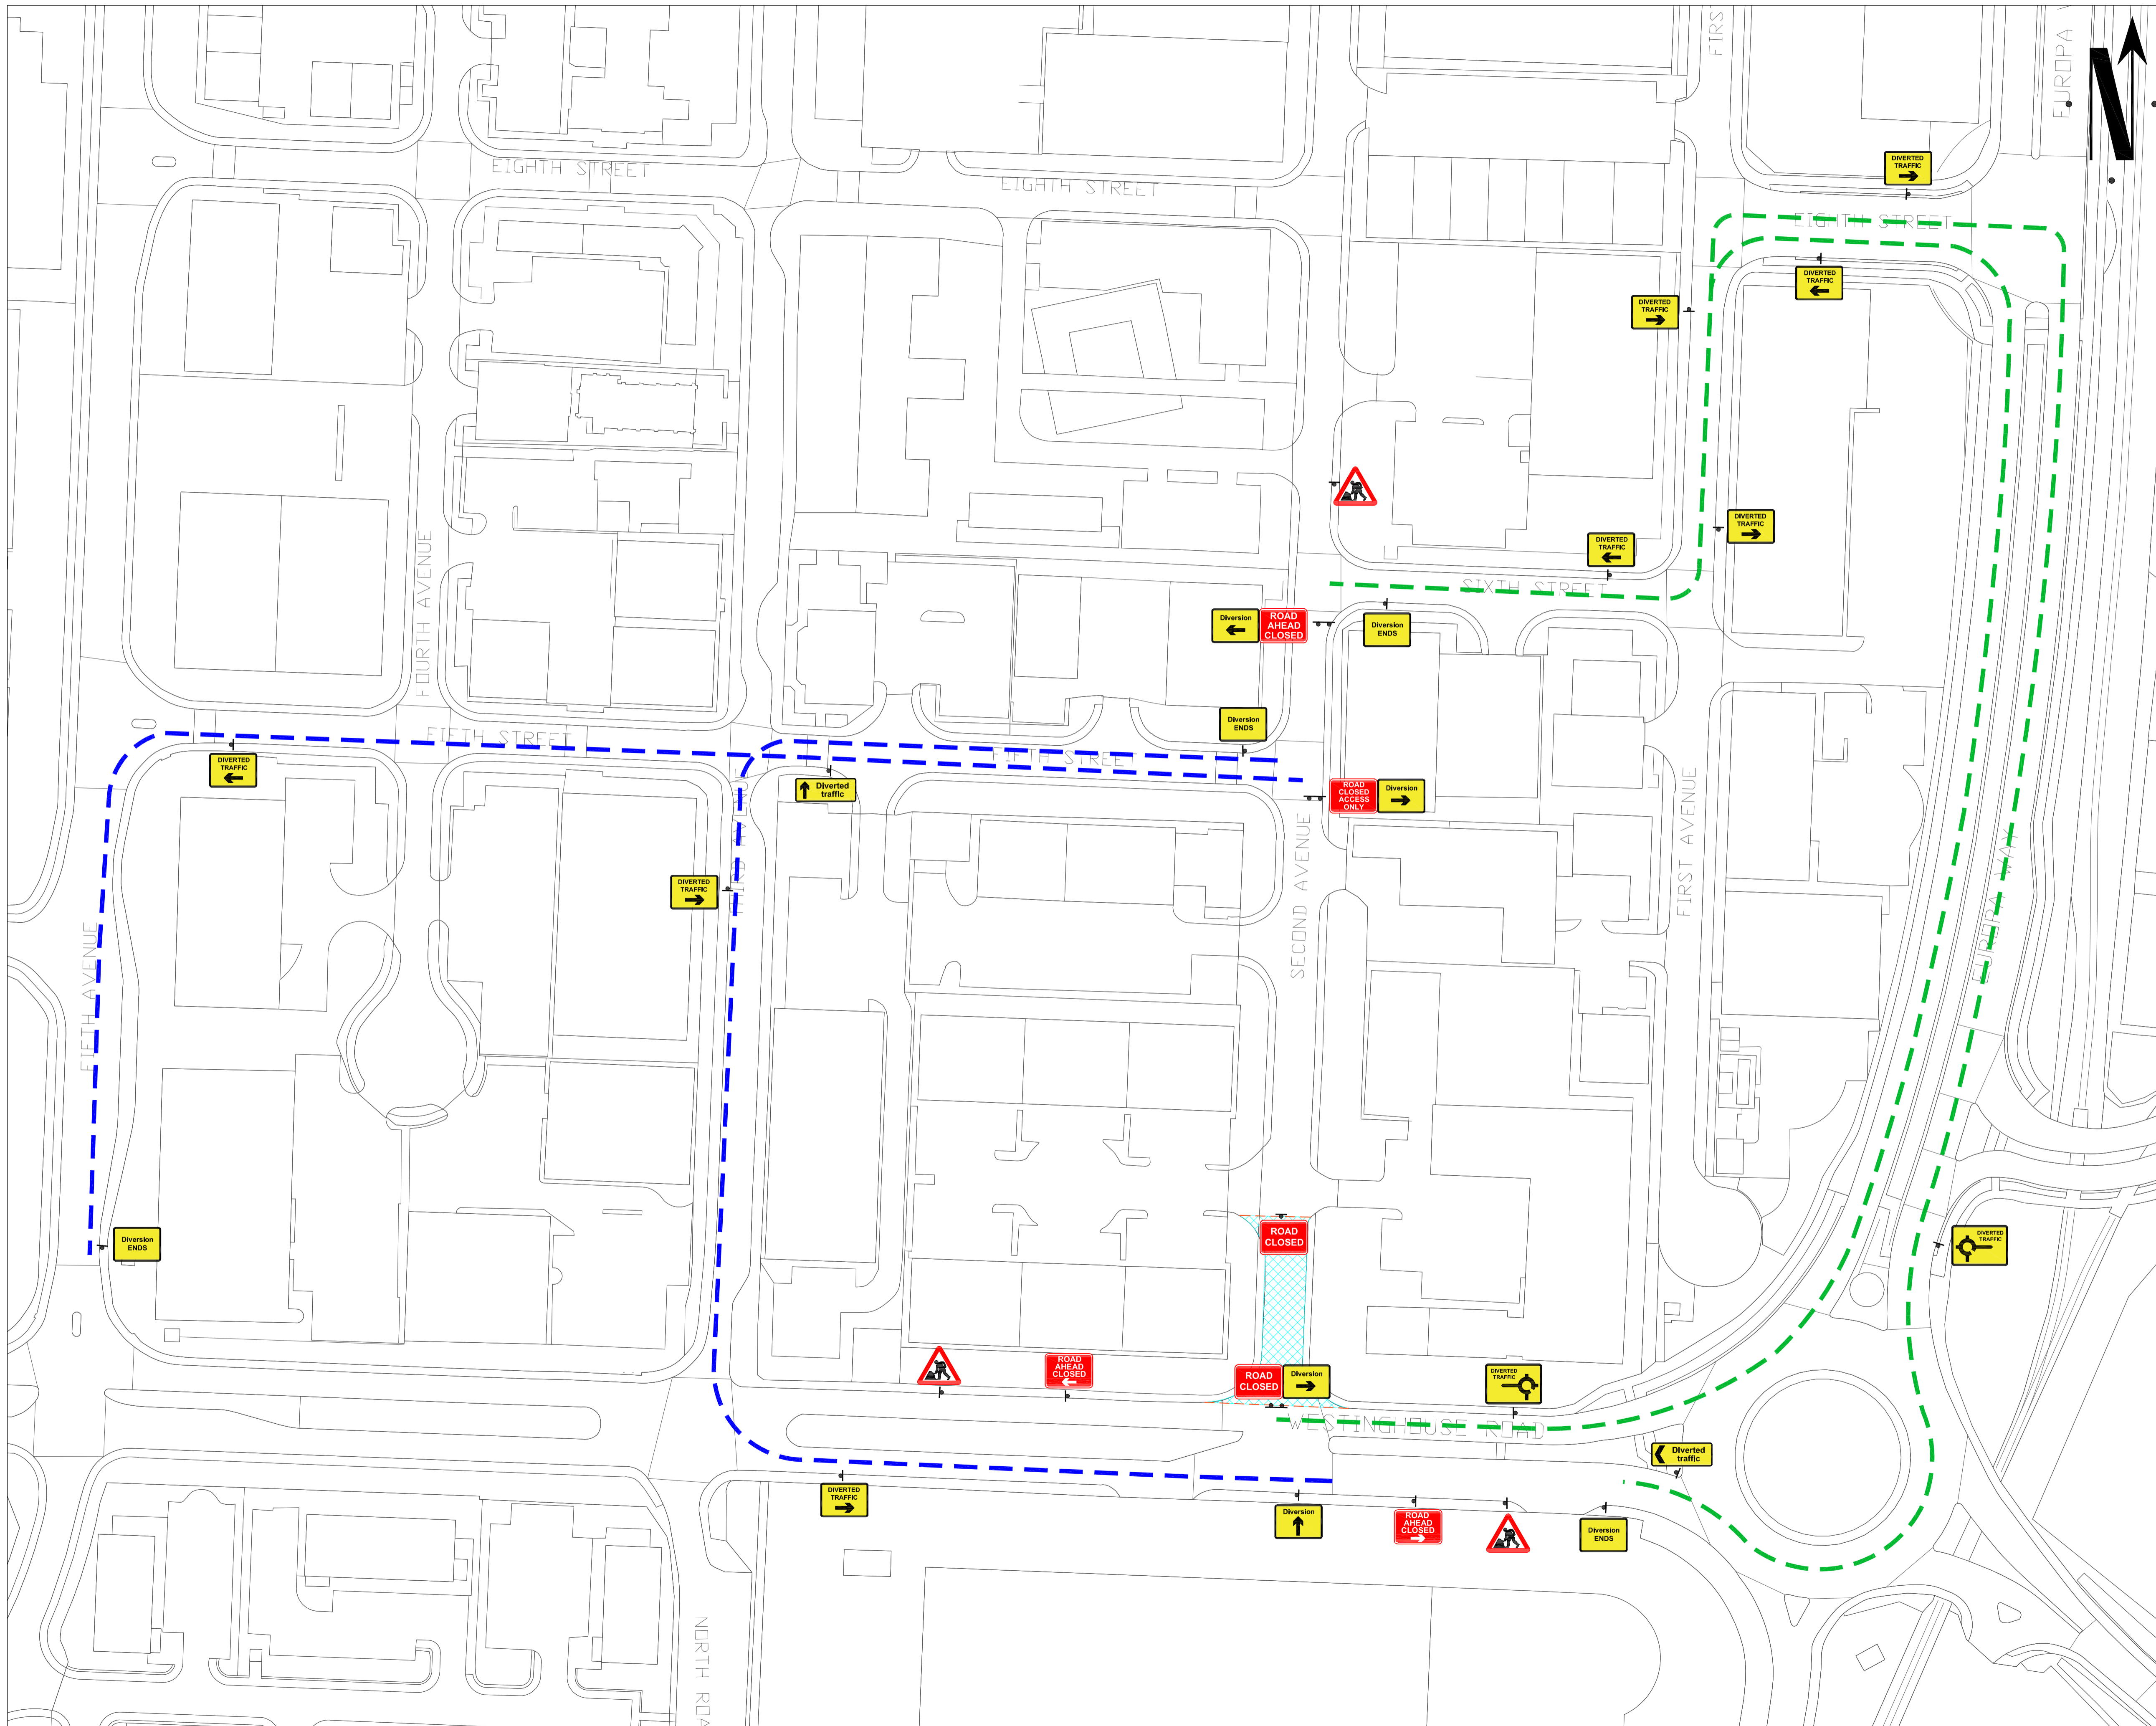 FIRS
EUROPA W
N
DIVERTED
TRAFFIC
EIGHTH STREET
EIGHTH STREET
EIGHTH STREET
DIVERTED
TRAFFIC
DIVERTED
TRAFFIC
DIVERTED
TRAFFIC
DIVERTED
TRAFFIC
SIXTH STREET
FOURTH AVENUE
Diversion
ROAD
AHEAD
CLOSED
Diversion
ENDS
Diversion
ENDS
FIFTH STREET
FIFTH STREET
DIVERTED
TRAFFIC
Diverted
traffic
ROAD
CLOSED
ACCESS
ONLY
Diversion
THIRD AVENUE
DIVERTED
TRAFFIC
SECOND AVENUE
FIRST AVENUE
EUROPA WAY
FIFTH AVENUE
Diversion
ENDS
ROAD
CLOSED
DIVERTED
TRAFFIC
ROAD
AHEAD
CLOSED
ROAD
CLOSED
Diversion
DIVERTED
TRAFFIC
WESTINGHOUSE ROAD
Diverted
traffic
DIVERTED
TRAFFIC
Diversion
ROAD
AHEAD
CLOSED
Diversion
ENDS
NORTH ROA